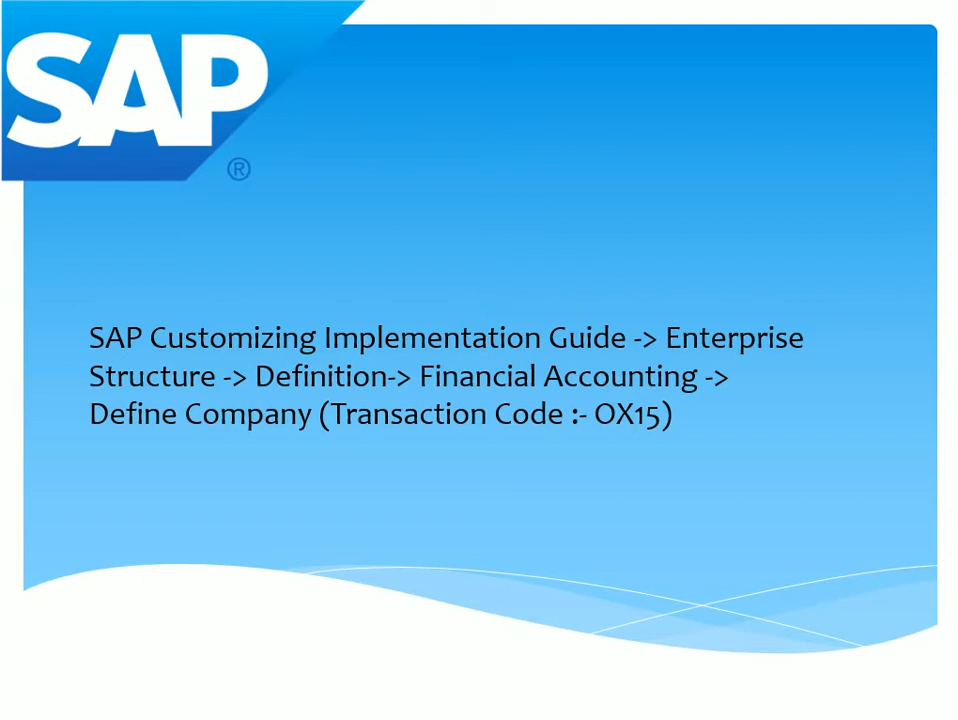 SAP
®
SAP Customizing Implementation Guide -> Enterprise
Structure -> Definition-> Financial Accounting ->
Define Company (Transaction Code :- OX15)